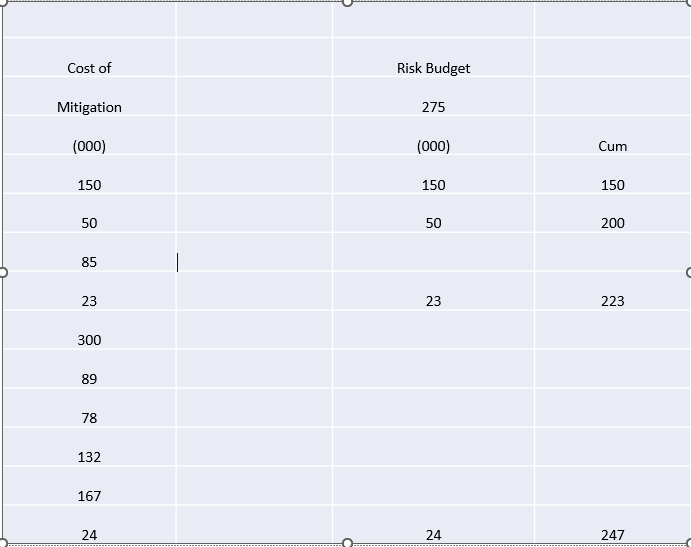 Cost of Risk Budget
Mitigation 275
(000) (000) Cum
150 150 150
50 50 200
85
23 23 223
300
89
78
132
167
24 24 247